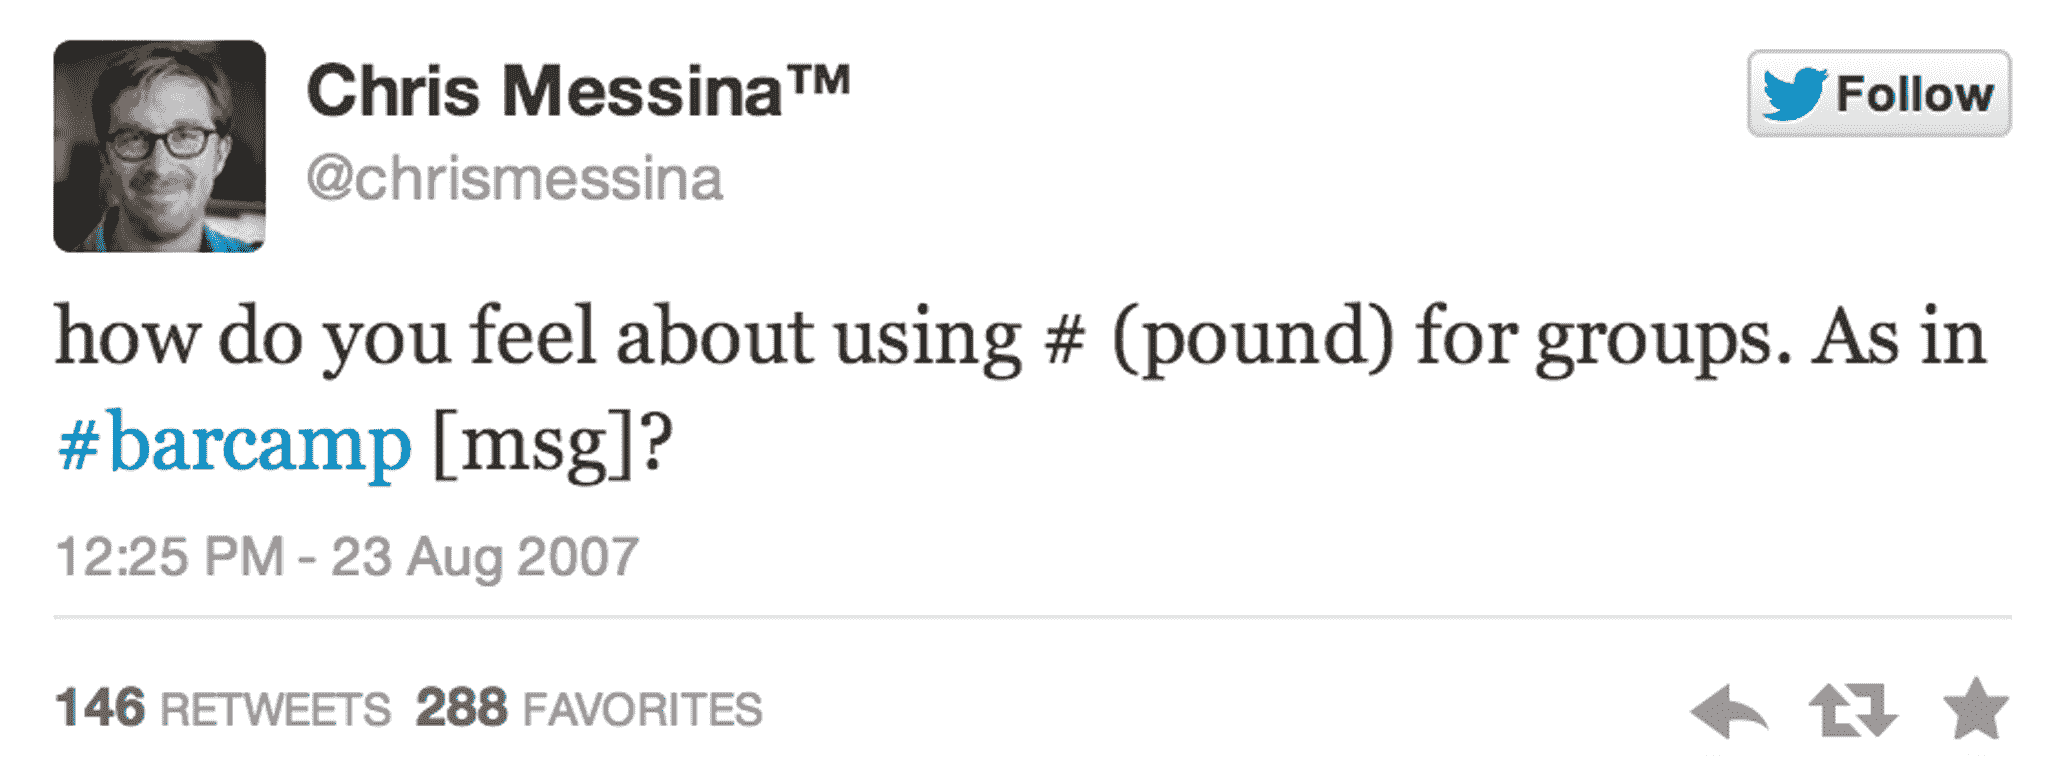 Chris Messina™
Follow
@chrismessina
how do you feel about using # (pound) for groups. As in
#barcamp [msg]?
12:25 PM - 23 Aug 2007
146 RETWEETS 288 FAVORITES